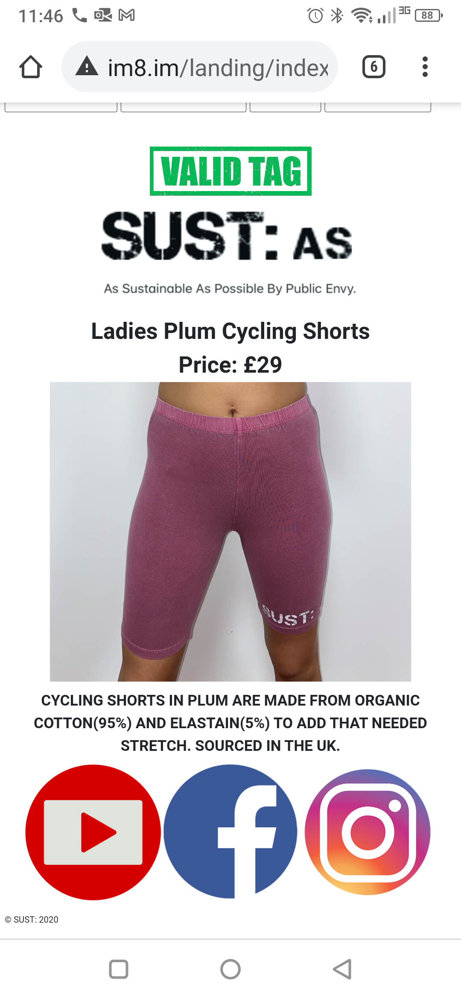 11:46
3G
88
im8.im/landing/index
6
VALID TAG
SUST: AS
As Sustainable As Possible By Public Envy.
Ladies Plum Cycling Shorts
Price: £29
SUST:
CYCLING SHORTS IN PLUM ARE MADE FROM ORGANIC
COTTON(95%) AND ELASTAIN(5%) TO ADD THAT NEEDED
STRETCH. SOURCED IN THE UK.
© SUST: 2020